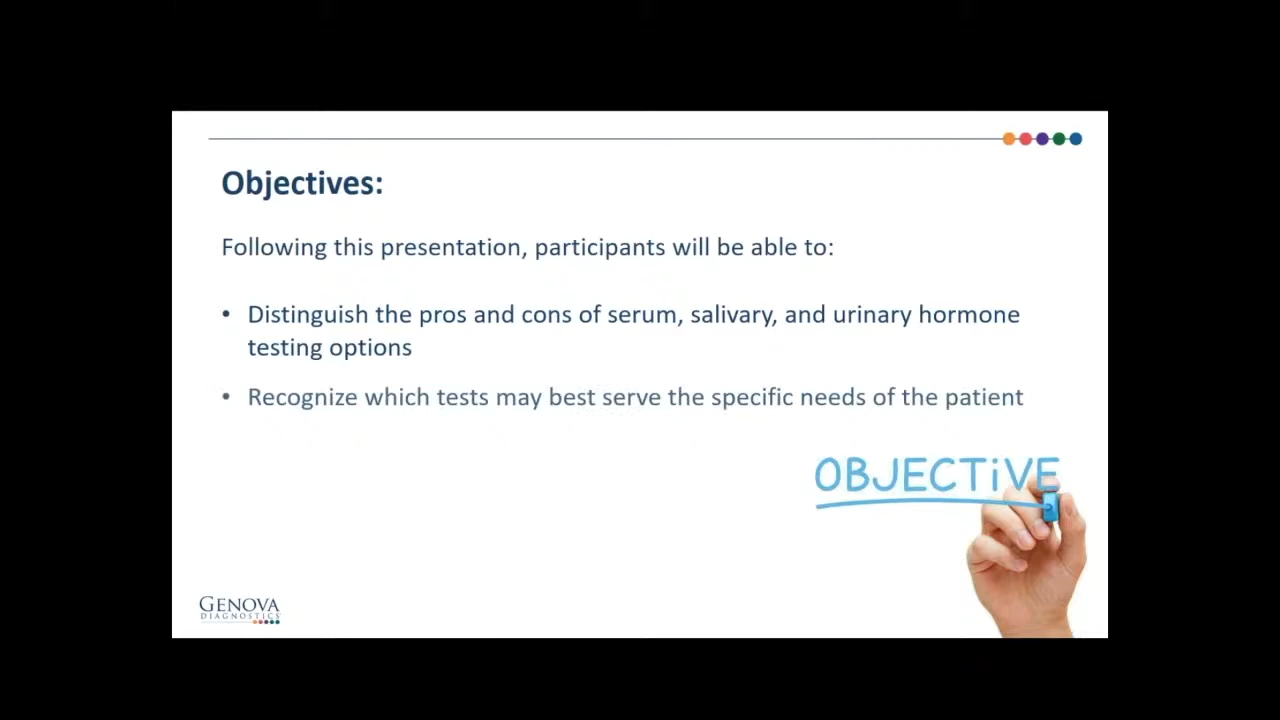 Objectives:
Following this presentation, participants will be able to:
• Distinguish the pros and cons of serum, salivary, and urinary hormone
testing options
• Recognize which tests may best serve the specific needs of the patient
OBJECTiVE
GENOVA
DIAGNOSTICS